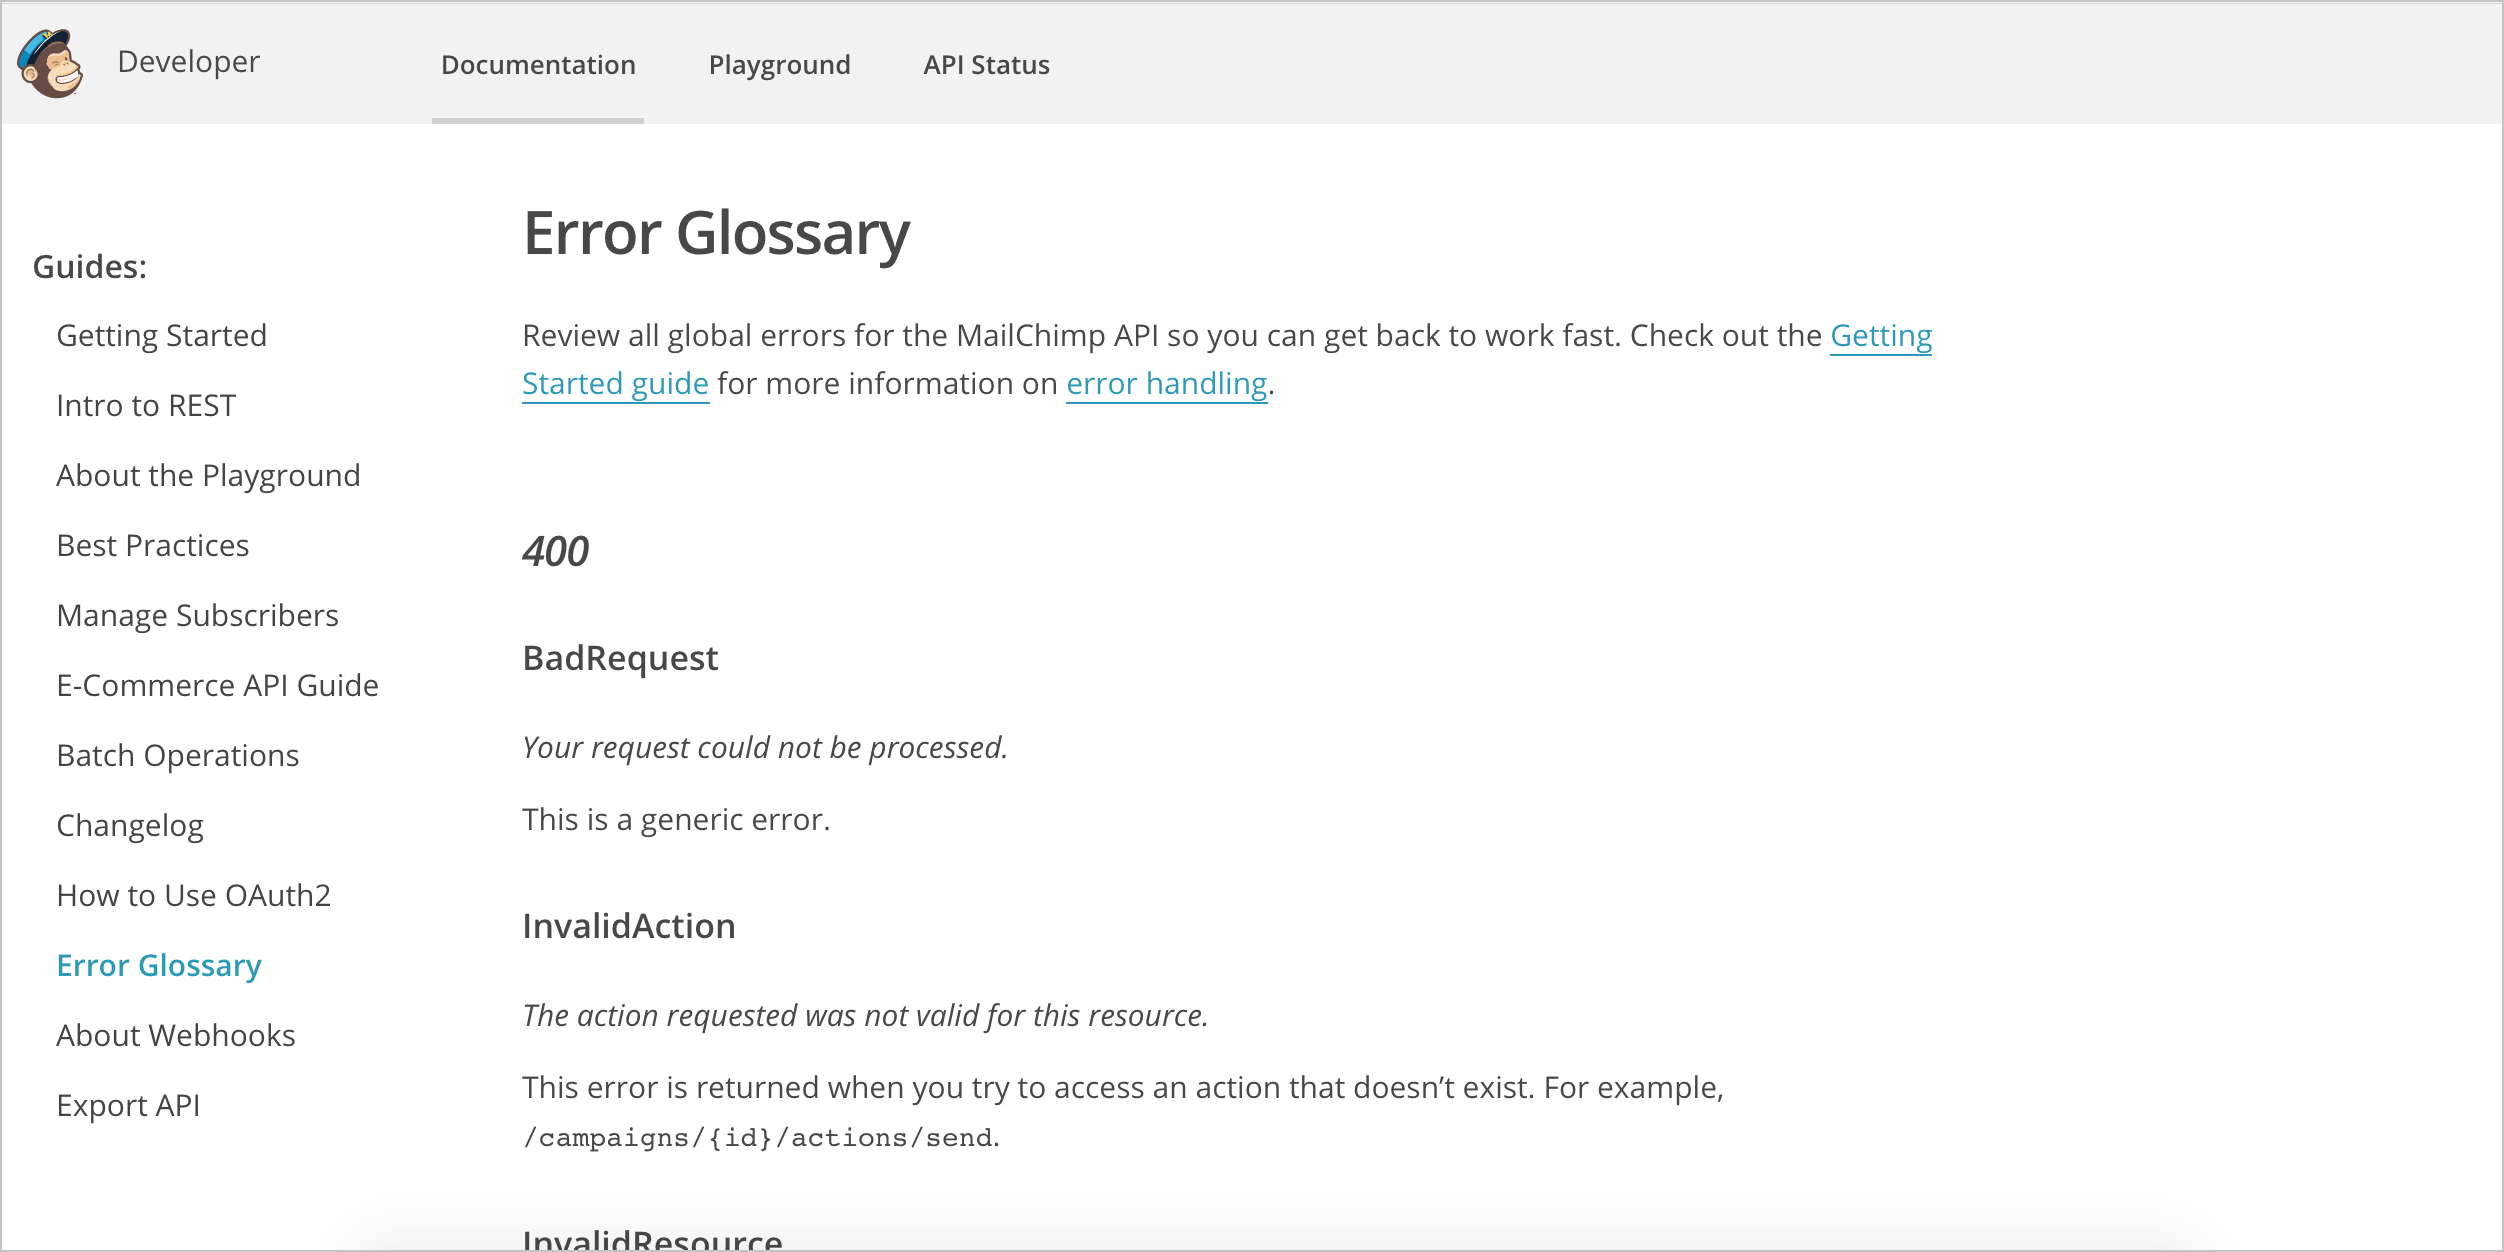 Developer
Documentation
Playground
API Status
Guides:
Getting Started
Intro to REST
About the Playground
Best Practices
Manage Subscribers
E-Commerce API Guide
Batch Operations
Changelog
How to Use OAuth2
Error Glossary
About Webhooks
Export API
Error Glossary
Review all global errors for the MailChimp API so you can get back to work fast. Check out the Getting
Started guide for more information on error handling.
400
BadRequest
Your request could not be processed.
This is a generic error.
InvalidAction
The action requested was not valid for this resource.
This error is returned when you try to access an action that doesn’t exist. For example,
/campaigns/{id}/actions/send.
InvalidResource